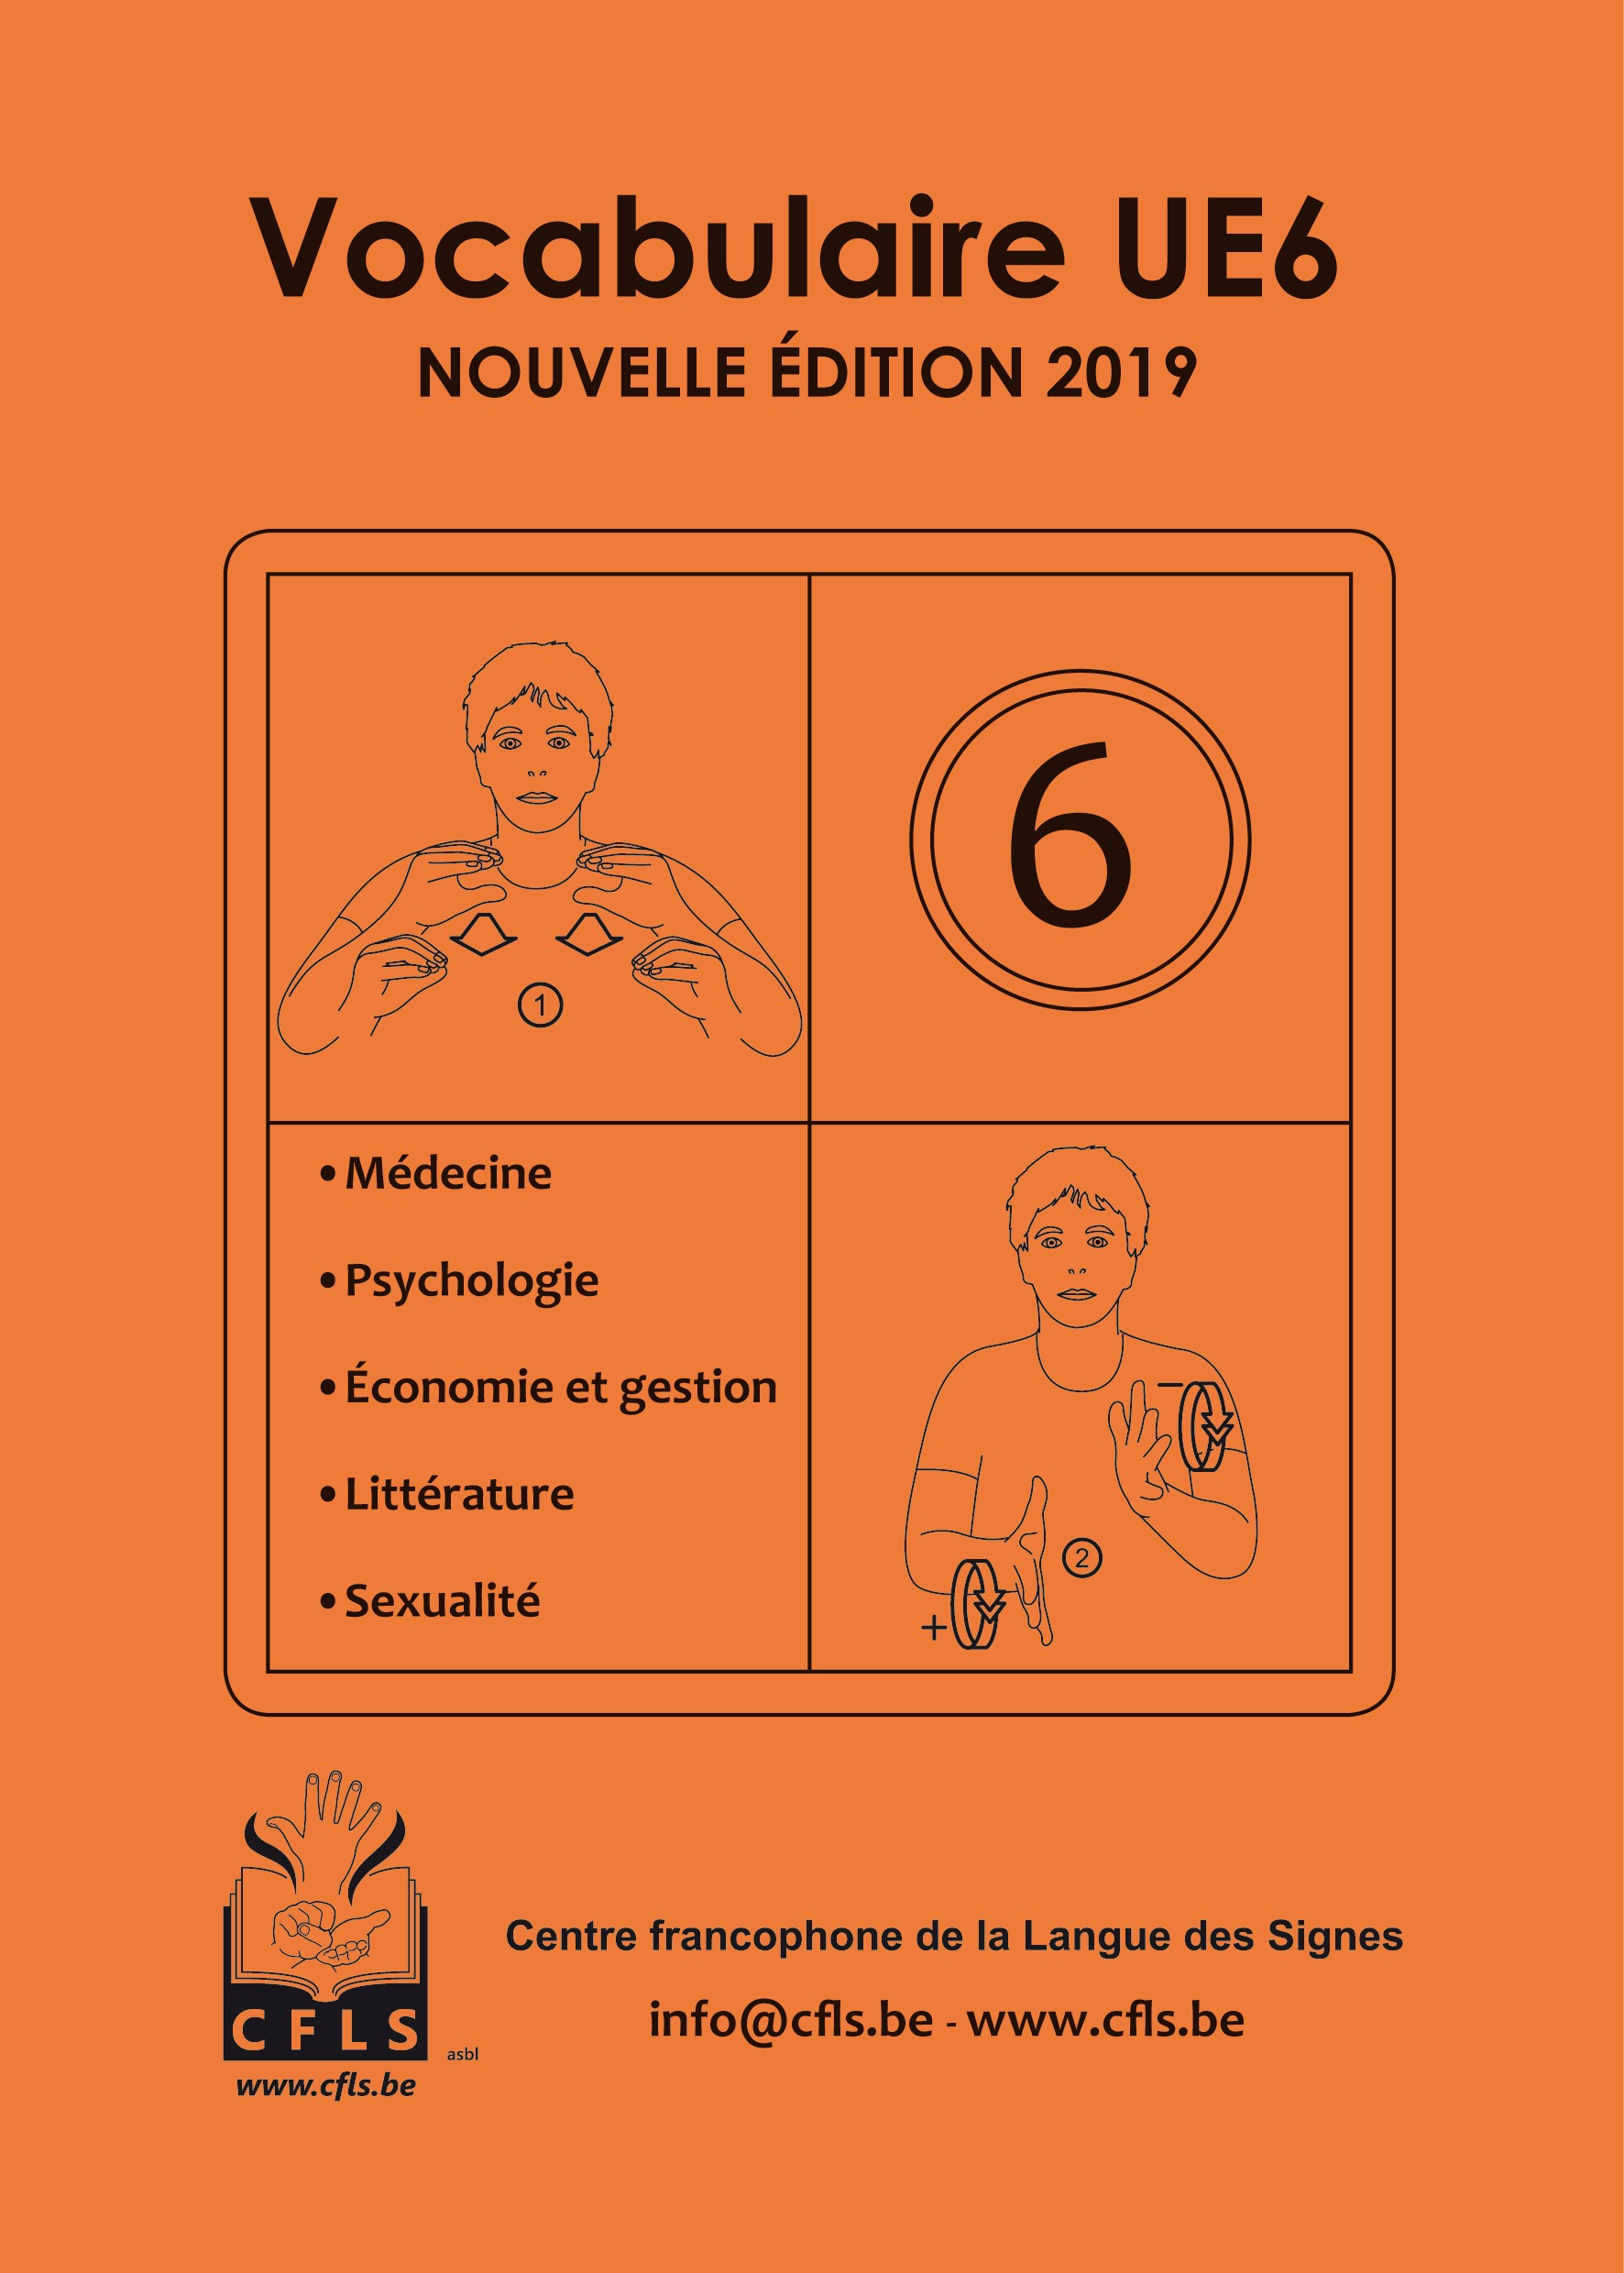 Vocabulaire UE6
NOUVELLE ÉDITION 2019
1
6
• Médecine
• Psychologie
• Économie et gestion
• Littérature
• Sexualité
−
2
+
CFLS
asbl
www.cfls.be
Centre francophone de la Langue des Signes
info@cfls.be - www.cfls.be